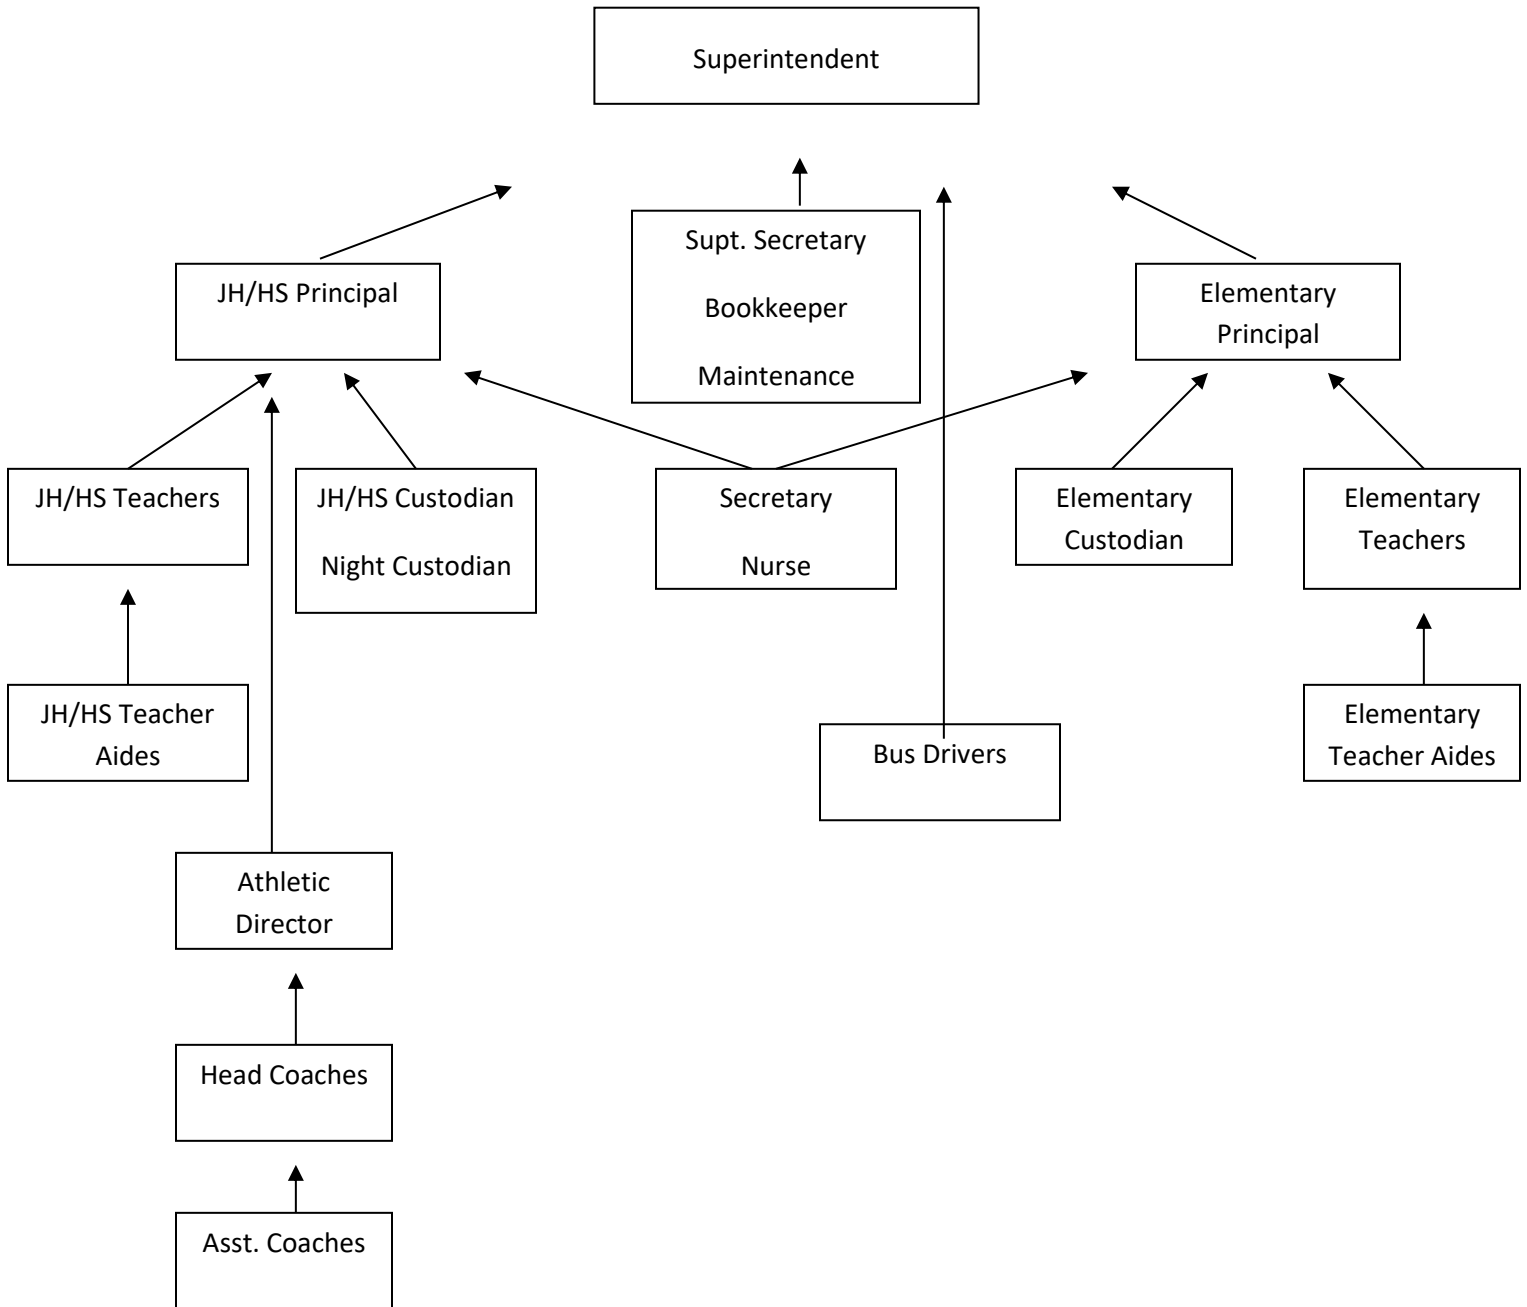 Superintendent
Supt. Secretary
Bookkeeper
Maintenance
JH/HS Principal
Elementary
Principal
JH/HS Teachers
JH/HS Custodian
Night Custodian
Secretary
Nurse
Elementary
Custodian
Elementary
Teachers
JH/HS Teacher
Aides
Bus Drivers
Elementary
Teacher Aides
Athletic
Director
Head Coaches
Asst. Coaches